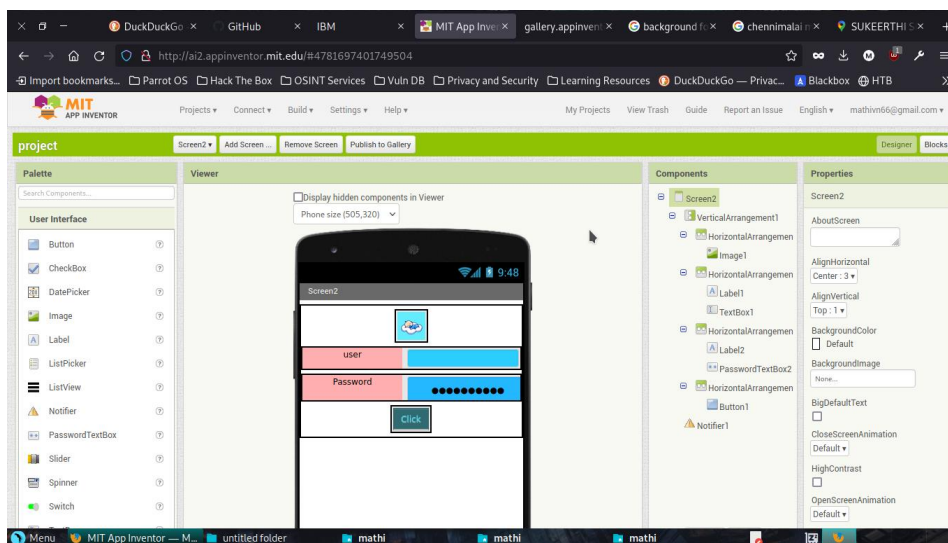 DuckDuckGo
GitHub
IBM
MIT App Inven
gallery.appinvent
background fo
chennimalai
SUKEERTHI S
http://ai2.appinventor.mit.edu/#4781697401749504
Import bookmarks...
Parrot OS
Hack The Box
OSINT Services
Vuln DB
Privacy and Security
Learning Resources
DuckDuckGo — Privac...
Blackbox
HTB
MIT
APP INVENTOR
Projects
Connect
Build
Settings
Help
My Projects
View Trash
Guide
Report an Issue
English
mathivn66@gmail.com
project
Screen2
Add Screen ...
Remove Screen
Publish to Gallery
Designer
Blocks
Palette
Viewer
Components
Properties
Search Components...
User Interface
Button
CheckBox
DatePicker
Image
Label
ListPicker
ListView
Notifier
PasswordTextBox
Slider
Spinner
Switch
Display hidden components in Viewer
Phone size (505,320)
9:48
Screen2
user
Password
Click
Screen2
VerticalArrangement1
HorizontalArrangemen
Image1
HorizontalArrangemen
Label1
TextBox1
HorizontalArrangemen
Label2
PasswordTextBox2
HorizontalArrangemen
Button1
Notifier1
Screen2
AboutScreen
AlignHorizontal
Center : 3
AlignVertical
Top : 1
BackgroundColor
Default
BackgroundImage
None...
BigDefaultText
CloseScreenAnimation
Default
HighContrast
OpenScreenAnimation
Default
Menu
MIT App Inventor — M...
untitled folder
mathi
mathi
mathi